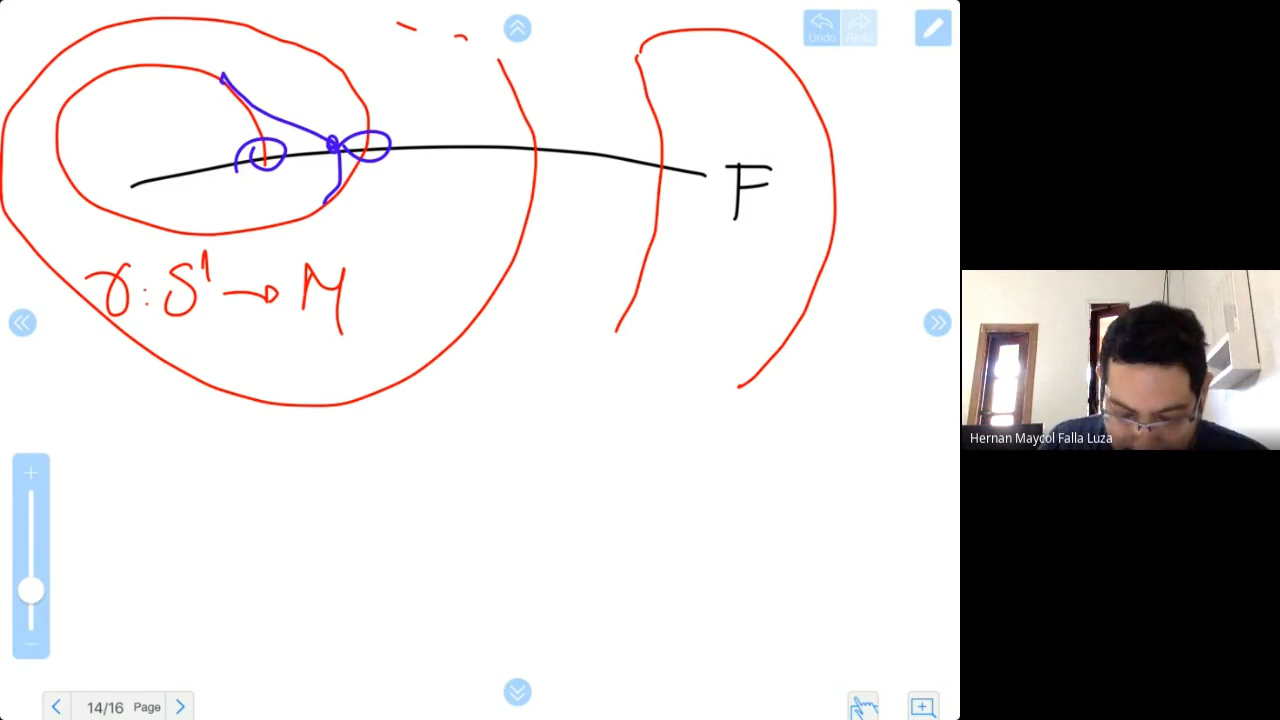 Undo Redo
F
γ: S¹ → M
Hernan Maycol Falla Luza
14/16 Page